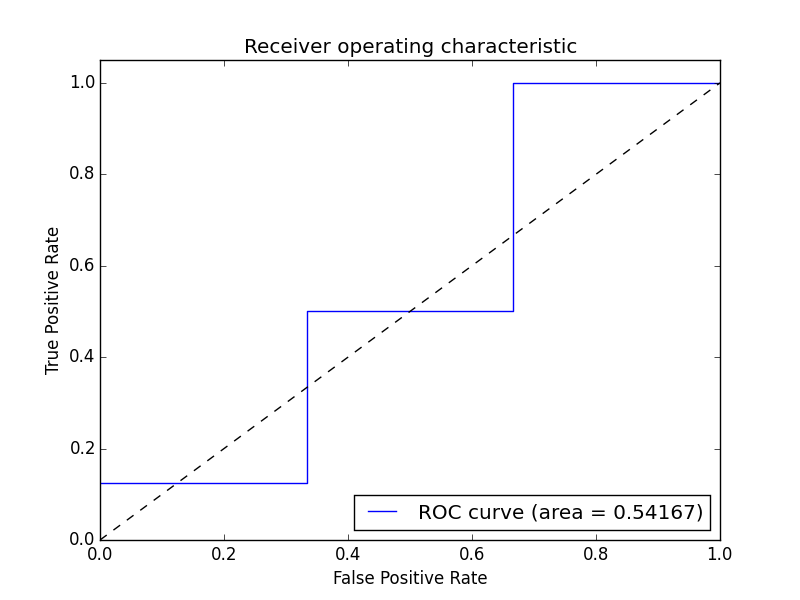 Receiver operating characteristic
1.0
0.8
0.6
0.4
0.2
0.0
True Positive Rate
ROC curve (area = 0.54167)
0.0 0.2 0.4 0.6 0.8 1.0
False Positive Rate